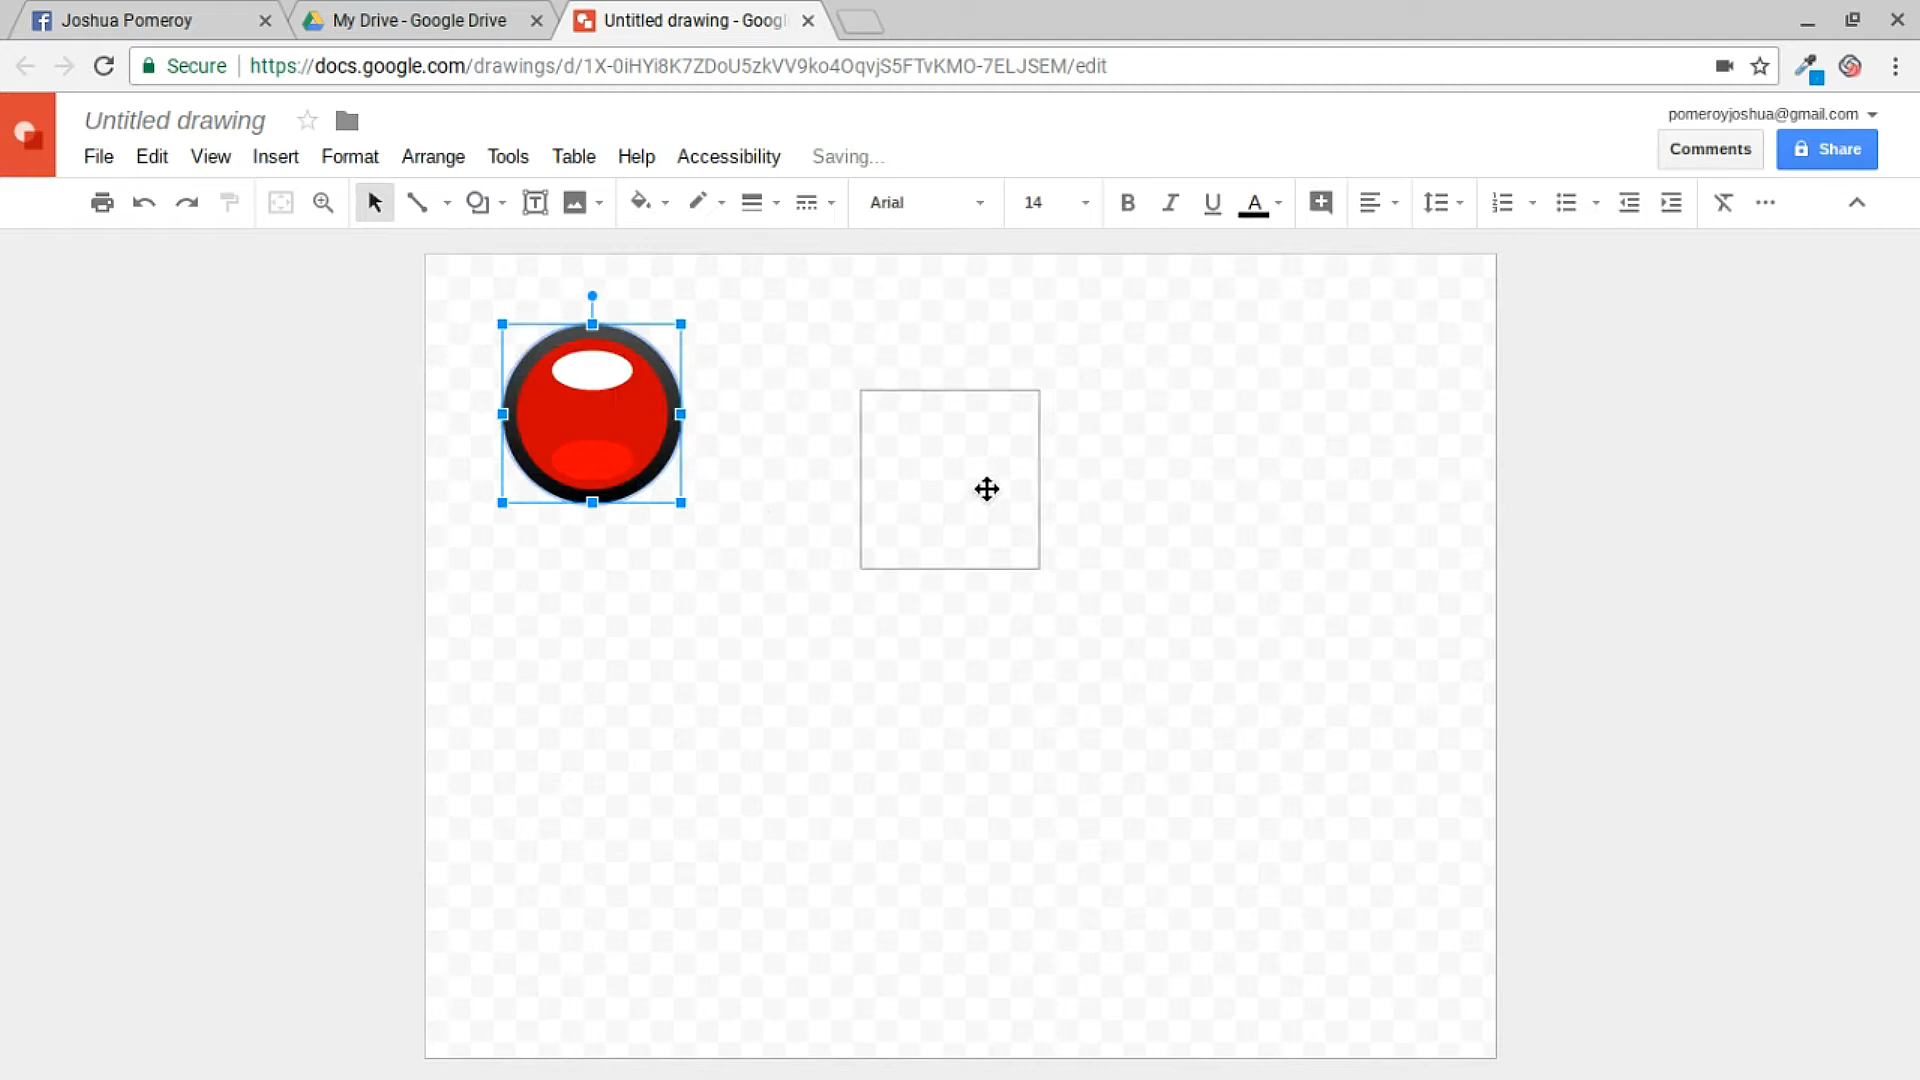 Joshua Pomeroy
My Drive - Google Drive
Untitled drawing - Googl
Secure
https://docs.google.com/drawings/d/1X-0iHYi8K7ZDoU5zkVV9ko4OqvjS5FTvKMO-7ELJSEM/edit
Untitled drawing
pomeroyjoshua@gmail.com
File Edit View Insert Format Arrange Tools Table Help Accessibility Saving...
Comments
Share
Arial 14 B I U A